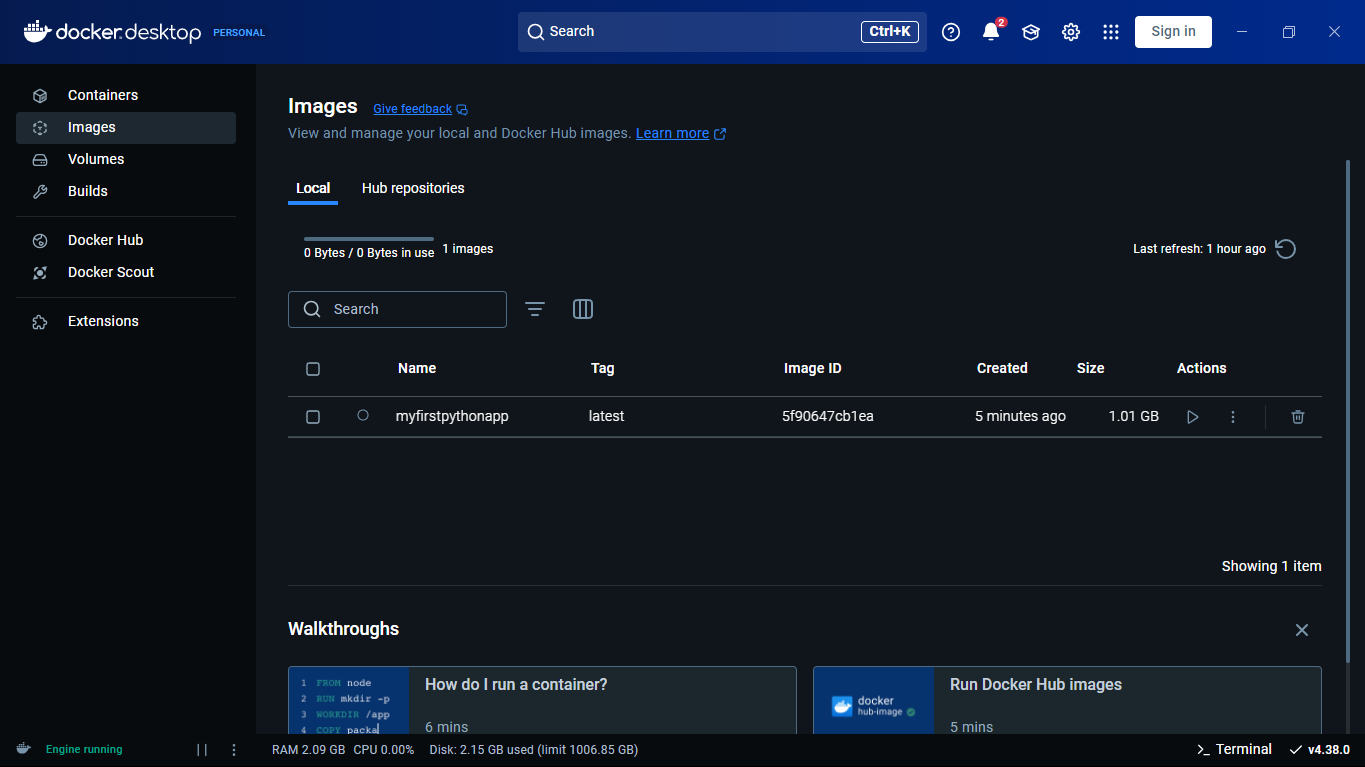 docker.desktop PERSONAL
Search Ctrl+K
2
Sign in
Containers
Images
Volumes
Builds
Docker Hub
Docker Scout
Extensions
Images Give feedback
View and manage your local and Docker Hub images. Learn more
Local Hub repositories
0 Bytes / 0 Bytes in use 1 images
Last refresh: 1 hour ago
Search
Name Tag Image ID Created Size Actions
myfirstpythonapp latest 5f90647cb1ea 5 minutes ago 1.01 GB
Showing 1 item
Walkthroughs
1 FROM node
2 RUN mkdir -p
3 WORKDIR /app
4 COPY packa
How do I run a container?
6 mins
docker
hub-image
Run Docker Hub images
5 mins
Engine running
RAM 2.09 GB CPU 0.00% Disk: 2.15 GB used (limit 1006.85 GB)
>_ Terminal
v4.38.0